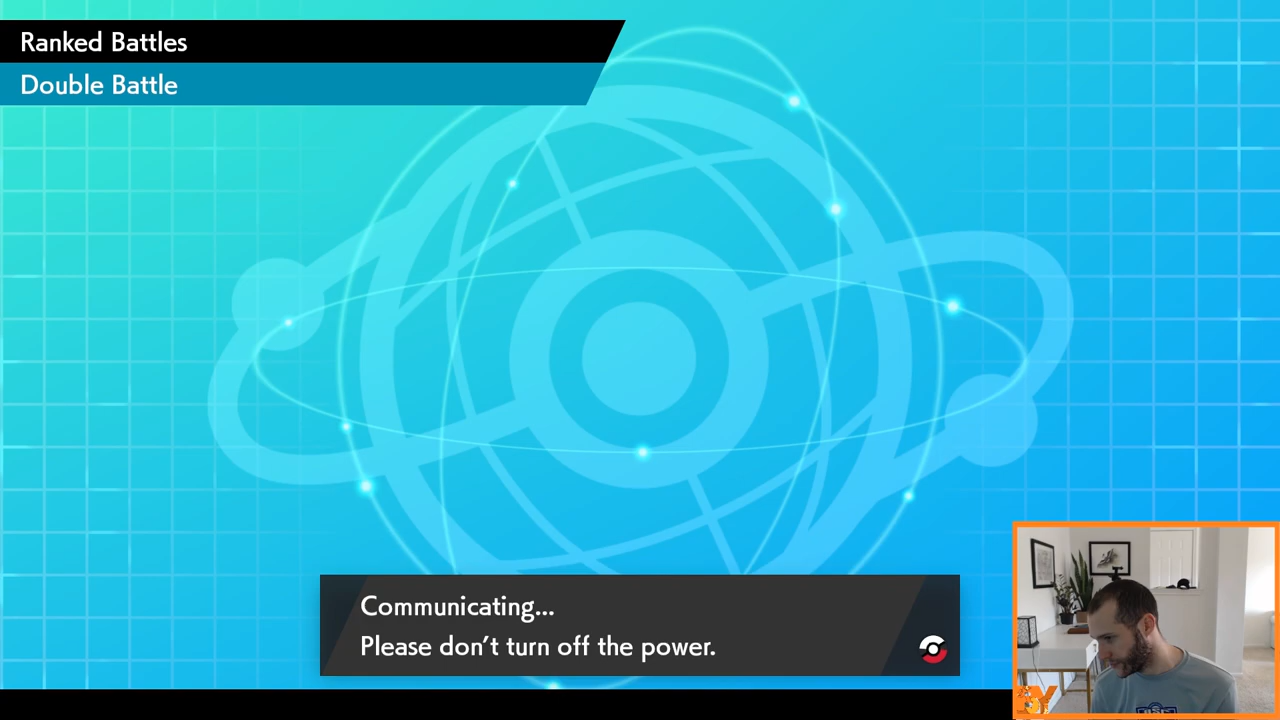 Ranked Battles
Double Battle
Communicating...
Please don't turn off the power.